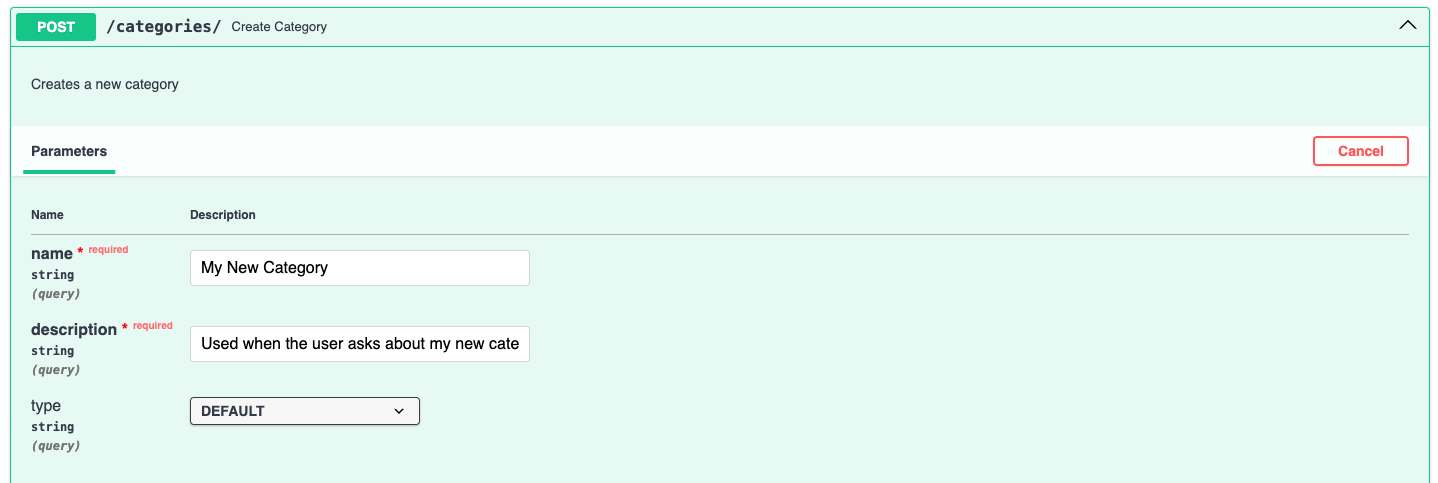 POST /categories/ Create Category
Creates a new category
Parameters Cancel
Name Description
name * required
string
(query)
My New Category
description * required
string
(query)
Used when the user asks about my new cate
type
string
(query)
DEFAULT